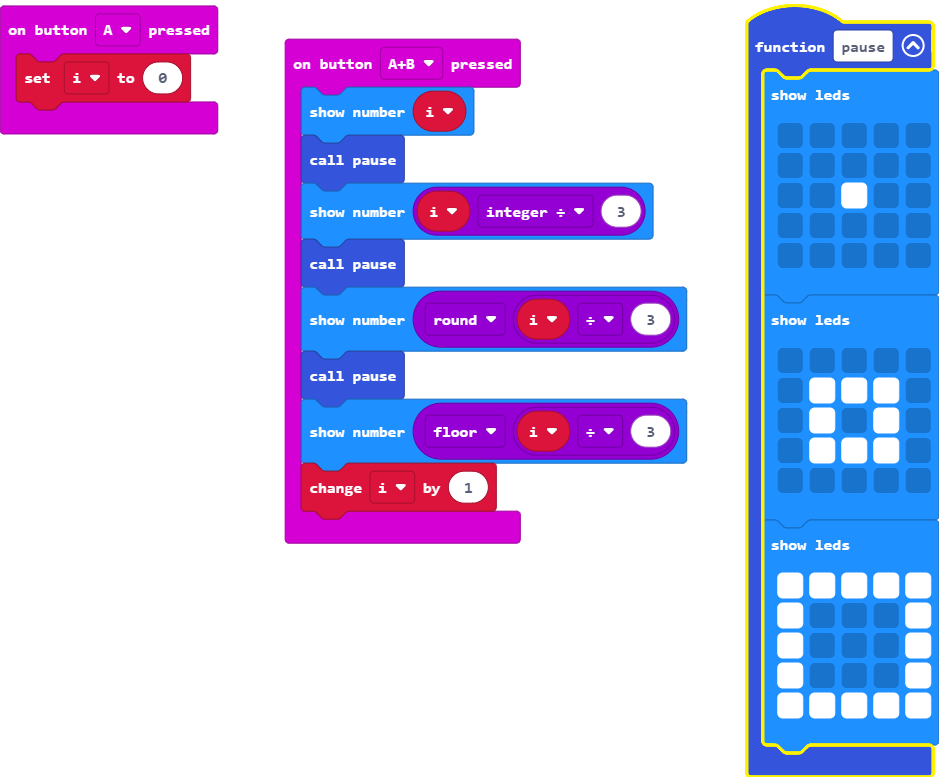 on button A pressed
set i to 0
on button A+B pressed
show number i
call pause
show number i integer ÷ 3
call pause
show number round i ÷ 3
call pause
show number floor i ÷ 3
change i by 1
function pause
show leds
show leds
show leds